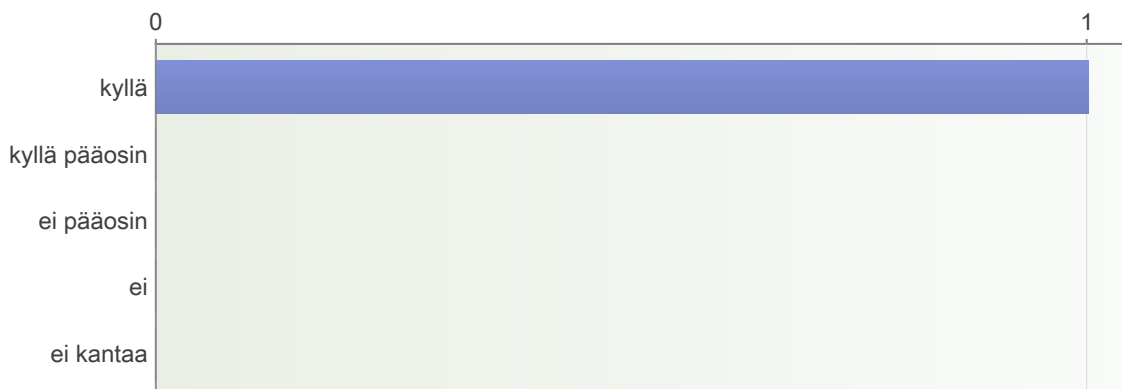 0 1
kyllä
kyllä pääosin
ei pääosin
ei
ei kantaa